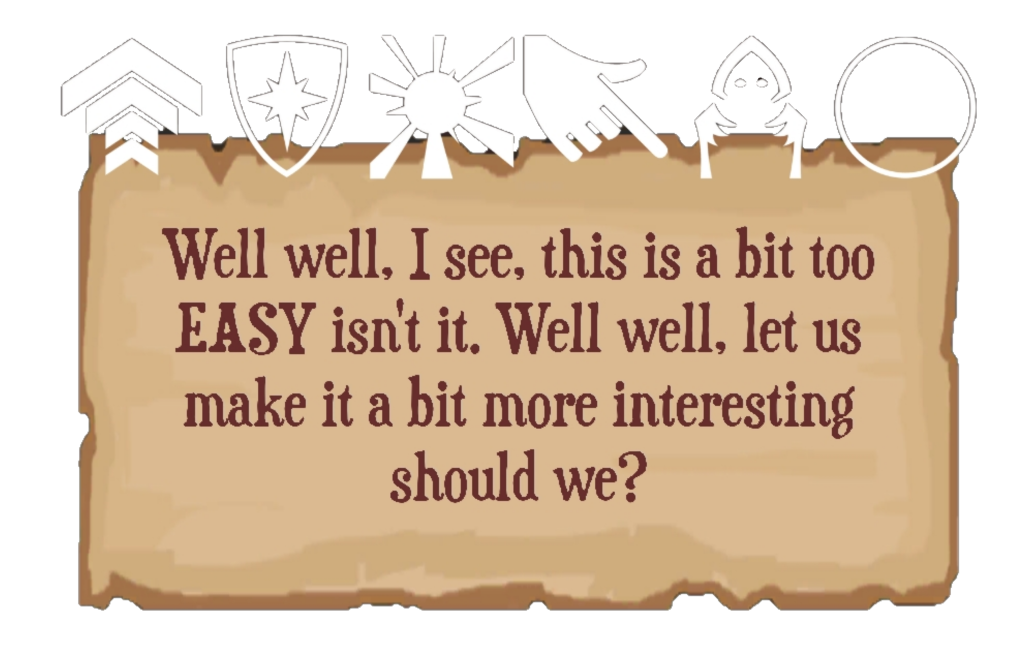 Well well, I see, this is a bit too
EASY isn't it. Well well, let us
make it a bit more interesting
should we?